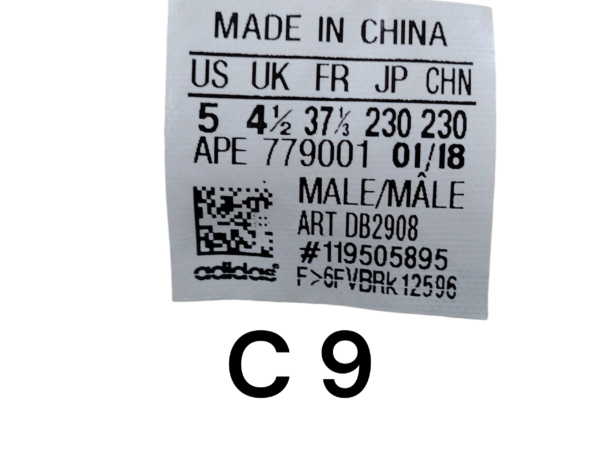 MADE IN CHINA
US UK FR JP CHN
5 4½ 37⅓ 230 230
APE 779001 01/18
MALE/MÂLE
ART DB2908
#119505895
adidas
F>6FVBRK12596
C 9